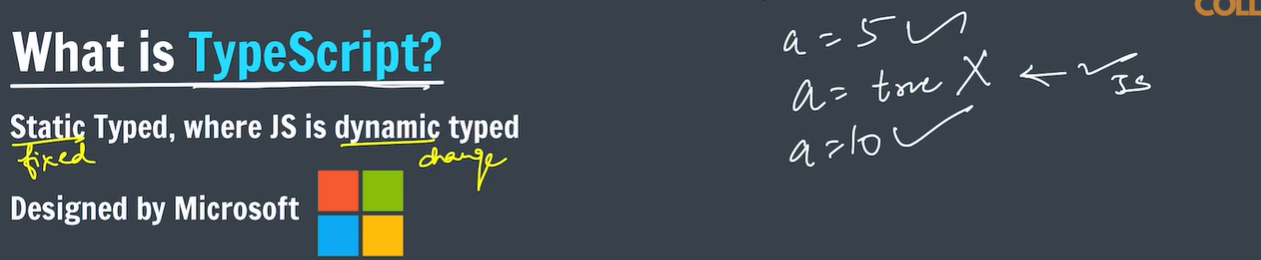 What is TypeScript?
Static Typed, where JS is dynamic typed
fixed change
Designed by Microsoft
a = 5
a = true X ← ✓ JS
a = 10 ✓
COLL